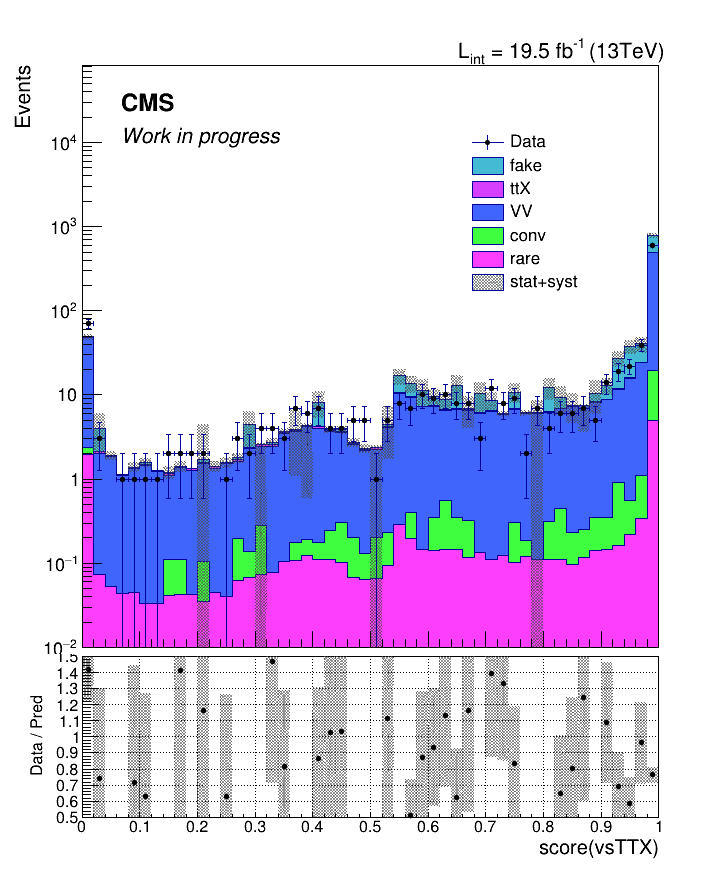 L_int = 19.5 fb^-1 (13TeV)
Events
CMS
Work in progress
Data
fake
ttX
VV
conv
rare
stat+syst
10^4
10^3
10^2
10
1
10^-1
10^-2
Data / Pred
1.5
1.4
1.3
1.2
1.1
1
0.9
0.8
0.7
0.6
0.5
0 0.1 0.2 0.3 0.4 0.5 0.6 0.7 0.8 0.9 1
score(vsTTX)